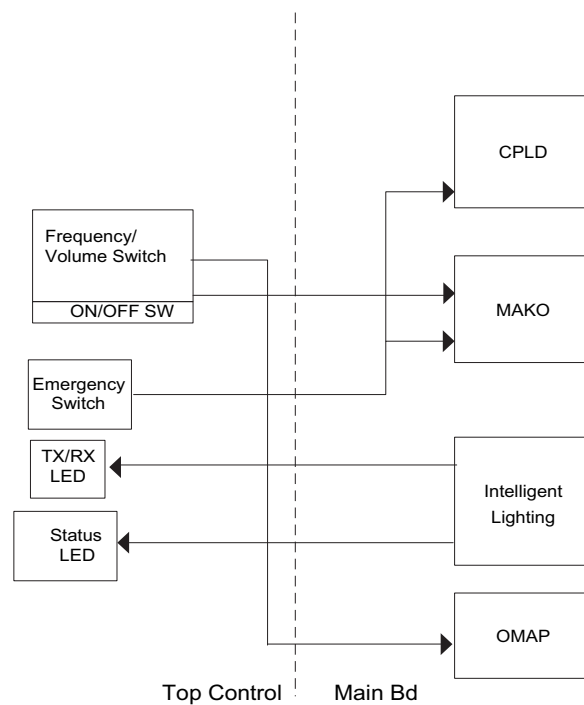 CPLD
Frequency/
Volume Switch
ON/OFF SW
MAKO
Emergency
Switch
TX/RX
LED
Intelligent
Lighting
Status
LED
OMAP
Top Control
Main Bd